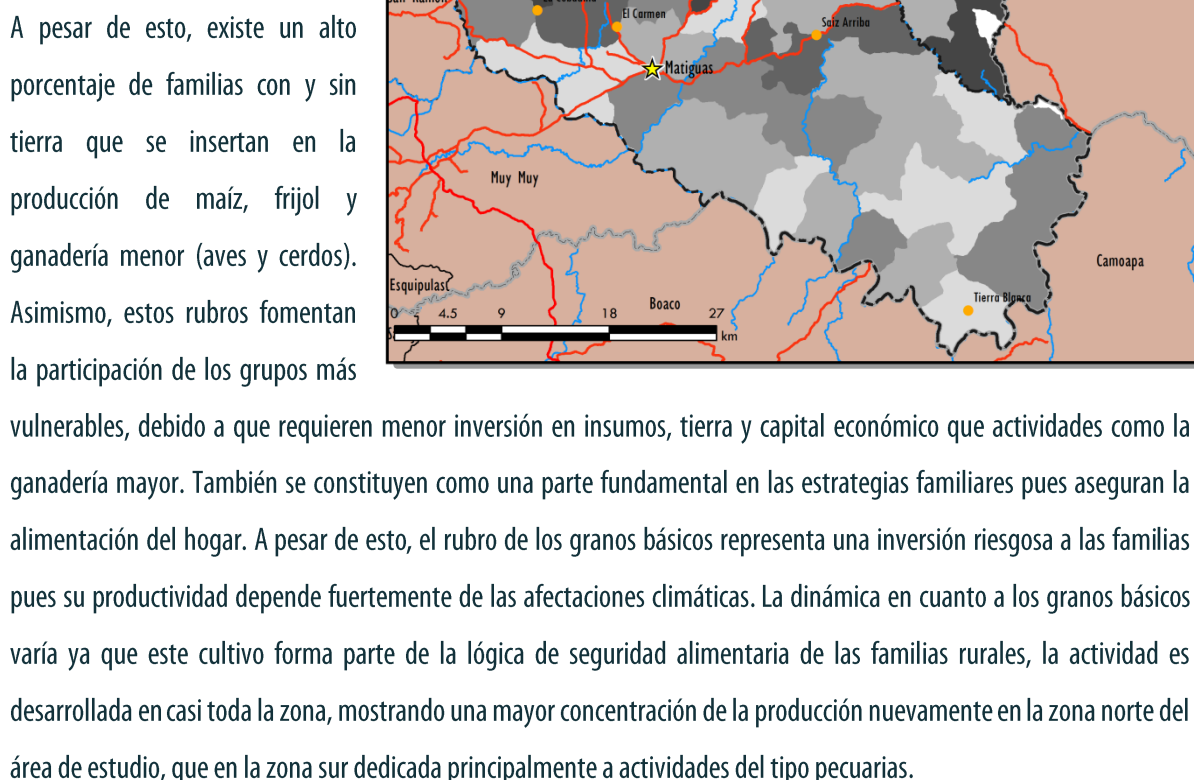 A pesar de esto, existe un alto
porcentaje de familias con y sin
tierra que se insertan en la
producción de maíz, frijol y
ganadería menor (aves y cerdos).
Asimismo, estos rubros fomentan
la participación de los grupos más
vulnerables, debido a que requieren menor inversión en insumos, tierra y capital económico que actividades como la
ganadería mayor. También se constituyen como una parte fundamental en las estrategias familiares pues aseguran la
alimentación del hogar. A pesar de esto, el rubro de los granos básicos representa una inversión riesgosa a las familias
pues su productividad depende fuertemente de las afectaciones climáticas. La dinámica en cuanto a los granos básicos
varía ya que este cultivo forma parte de la lógica de seguridad alimentaria de las familias rurales, la actividad es
desarrollada en casi toda la zona, mostrando una mayor concentración de la producción nuevamente en la zona norte del
área de estudio, que en la zona sur dedicada principalmente a actividades del tipo pecuarias.
El Carmen
Saiz Arriba
Matiguas
Muy Muy
Esquipulas
Boaco
Camoapa
Tierra Blanca
0 4.5 9 18 27
km